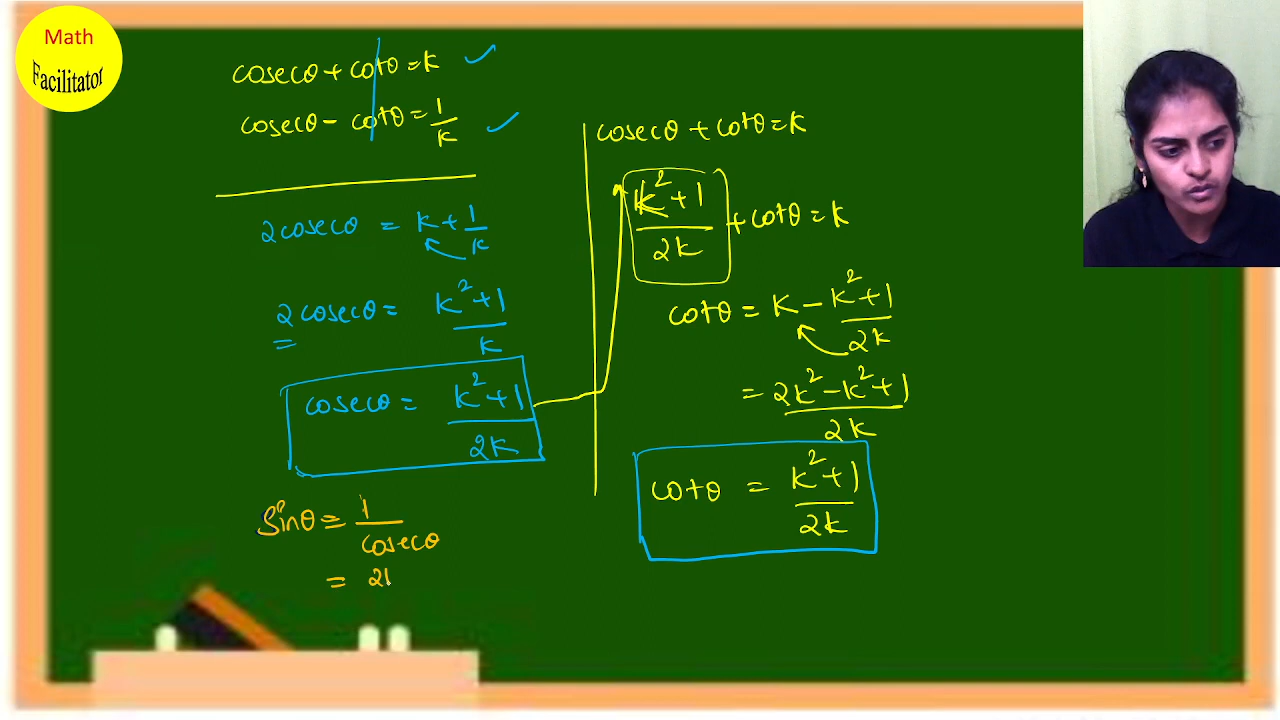 Math
Facilitator
cosecθ + cotθ = k
cosecθ - cotθ = 1/k
2cosecθ = k + 1/k
2cosecθ = k²+1/k
cosecθ = k²+1/2k
sinθ = 1/cosecθ
= 2k
cosecθ + cotθ = k
k²+1/2k + cotθ = k
cotθ = k - k²+1/2k
= 2k²-k²+1/2k
cotθ = k²+1/2k